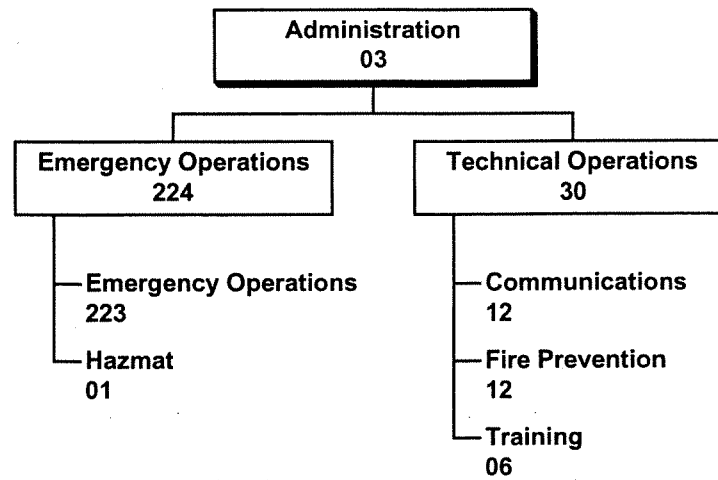 Administration
03
Emergency Operations
224
Technical Operations
30
Emergency Operations
223
Hazmat
01
Communications
12
Fire Prevention
12
Training
06